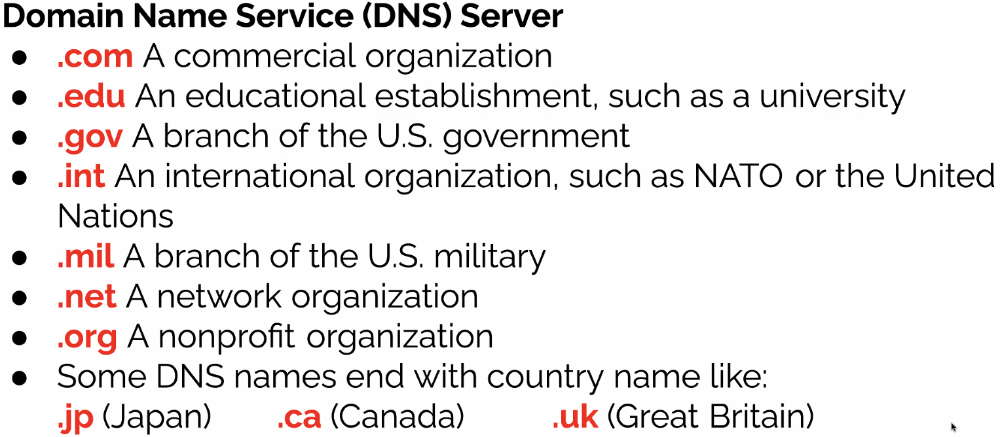 Domain Name Service (DNS) Server
● .com A commercial organization
● .edu An educational establishment, such as a university
● .gov A branch of the U.S. government
● .int An international organization, such as NATO or the United
Nations
● .mil A branch of the U.S. military
● .net A network organization
● .org A nonprofit organization
● Some DNS names end with country name like:
.jp (Japan) .ca (Canada) .uk (Great Britain)